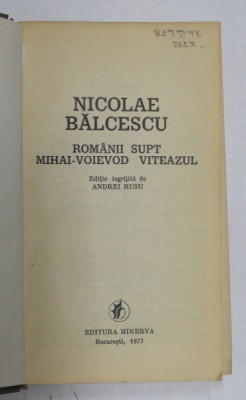 NICOLAE
BĂLCESCU
ROMÂNII SUPT
MIHAI-VOIEVOD VITEAZUL
Ediție îngrijită de
ANDREI RUSU
EDITURA MINERVA
București, 1977